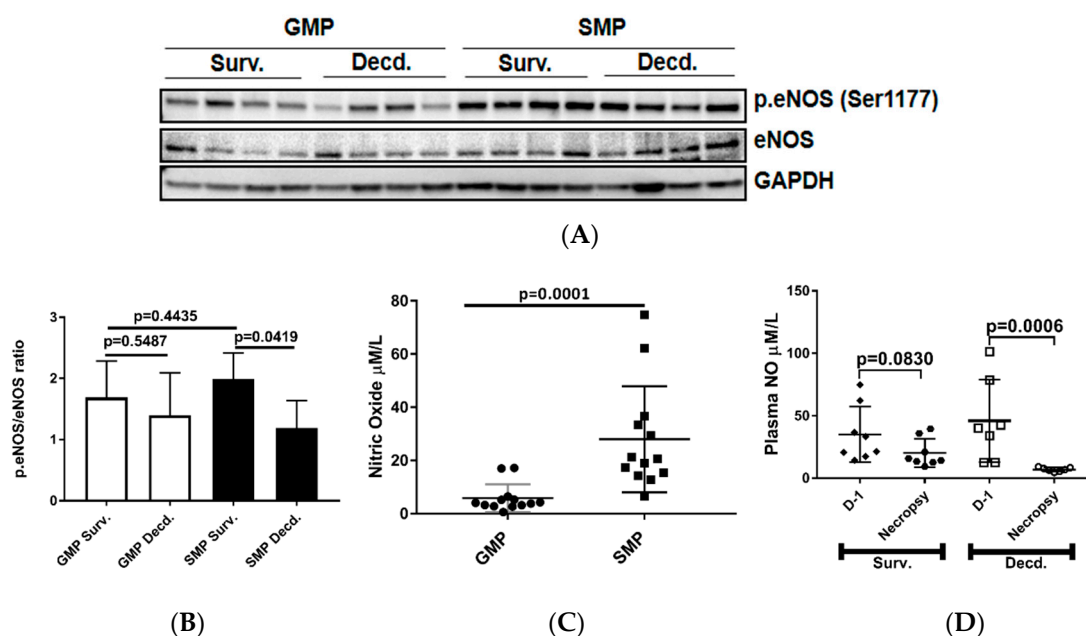 GMP SMP
Surv. Decd. Surv. Decd.
p.eNOS (Ser1177)
eNOS
GAPDH
(A)
p.eNOS/eNOS ratio
3
2
1
0
p=0.4435
p=0.5487
p=0.0419
GMP Surv.
GMP Decd.
SMP Surv.
SMP Decd.
(B)
Nitric Oxide µM/L
80
60
40
20
0
p=0.0001
GMP
SMP
(C)
Plasma NO µM/L
150
100
50
0
p=0.0830
p=0.0006
D-1
Necropsy
D-1
Necropsy
Surv.
Decd.
(D)